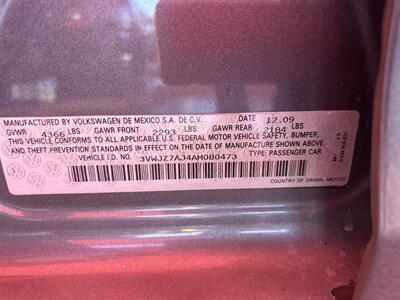 MANUFACTURED BY VOLKSWAGEN DE MEXICO S.A. DE C.V. DATE 12.09
GVWR 4366 LBS GAWR FRONT 2293 LBS GAWR REAR 2184 LBS
THIS VEHICLE CONFORMS TO ALL APPLICABLE U.S. FEDERAL MOTOR VEHICLE SAFETY, BUMPER,
AND THEFT PREVENTION STANDARDS IN EFFECT ON THE DATE OF MANUFACTURE SHOWN ABOVE.
VEHICLE I.D. NO. 3VWJZ7AJ4AM080473 TYPE: PASSENGER CAR
COUNTRY OF ORIGIN, MEXICO